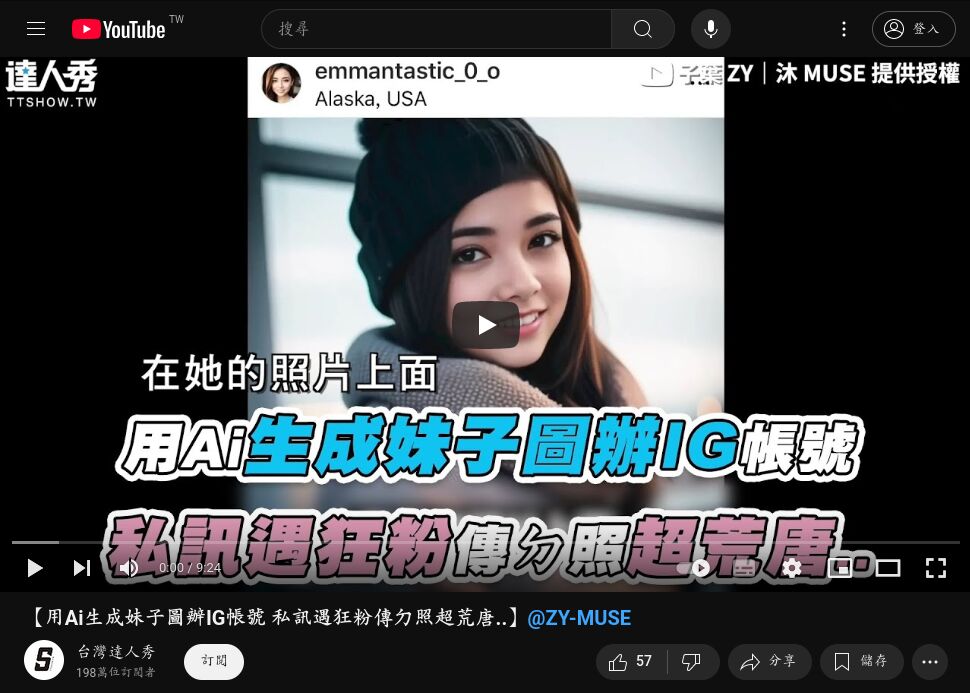 YouTube TW
搜尋
登入
達人秀
TTSHOW.TW
emmantastic_0_o
Alaska, USA
子葉 ZY｜沐 MUSE 提供授權
在她的照片上面
用Ai生成妹子圖辦IG帳號
私訊遇狂粉傳ㄉ照超荒唐..
0:00 / 9:24
【用Ai生成妹子圖辦IG帳號 私訊遇狂粉傳ㄉ照超荒唐..】@ZY-MUSE
台灣達人秀
198萬位訂閱者
訂閱
57
分享
儲存